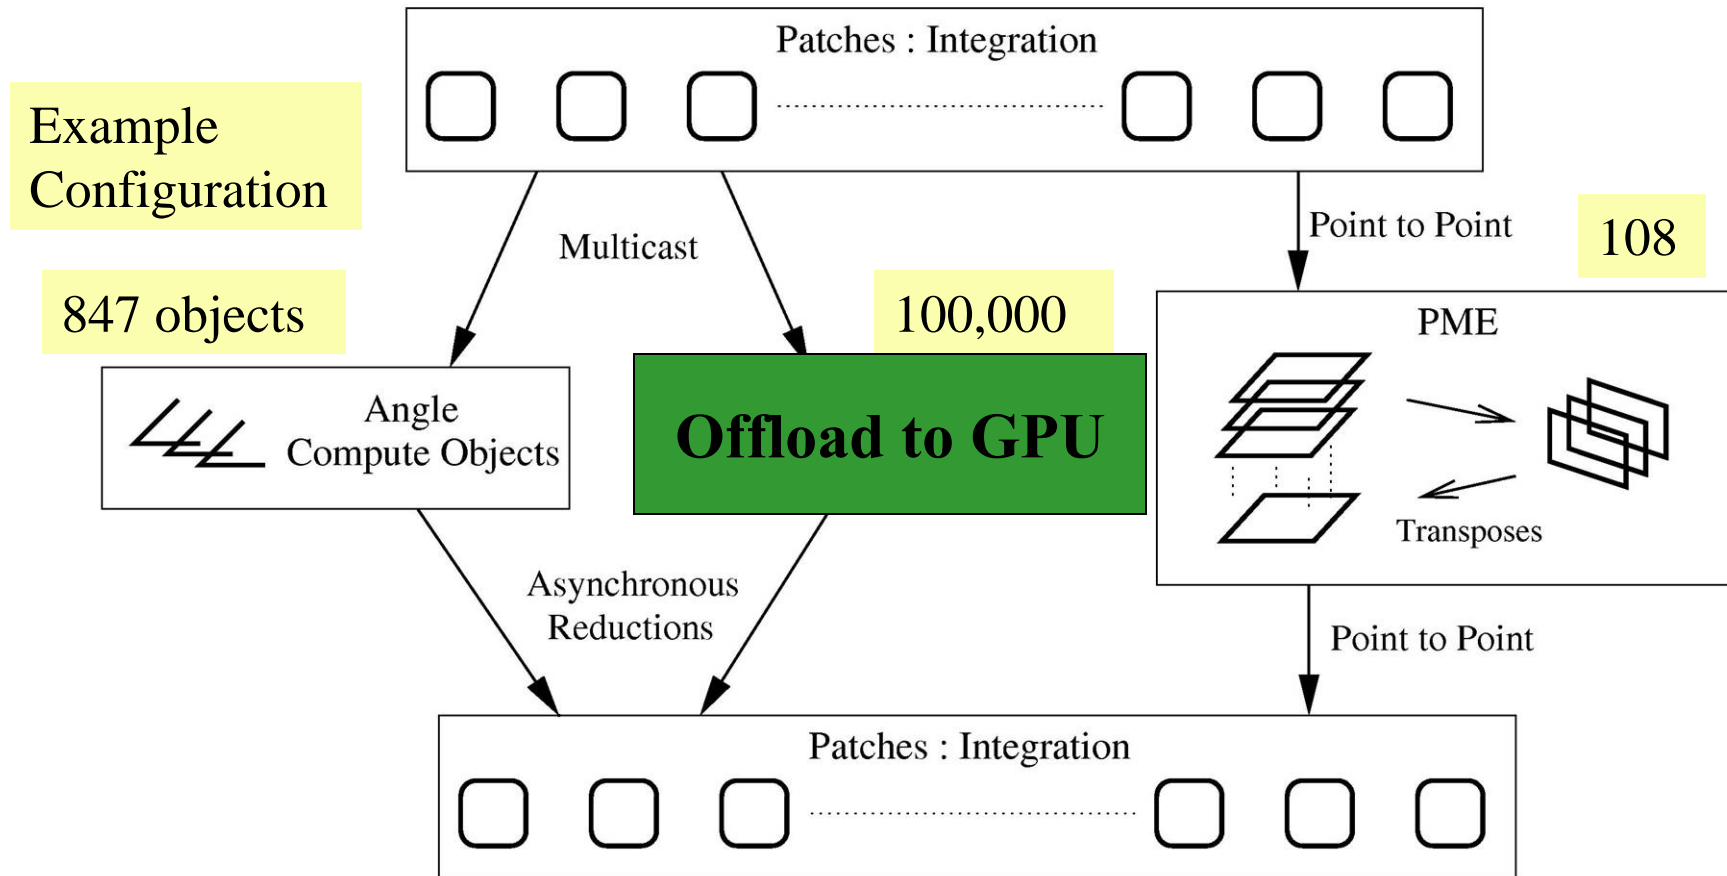 Patches : Integration
Example
Configuration
Multicast
Point to Point
108
847 objects
100,000
PME
Angle
Compute Objects
Offload to GPU
Transposes
Asynchronous
Reductions
Point to Point
Patches : Integration